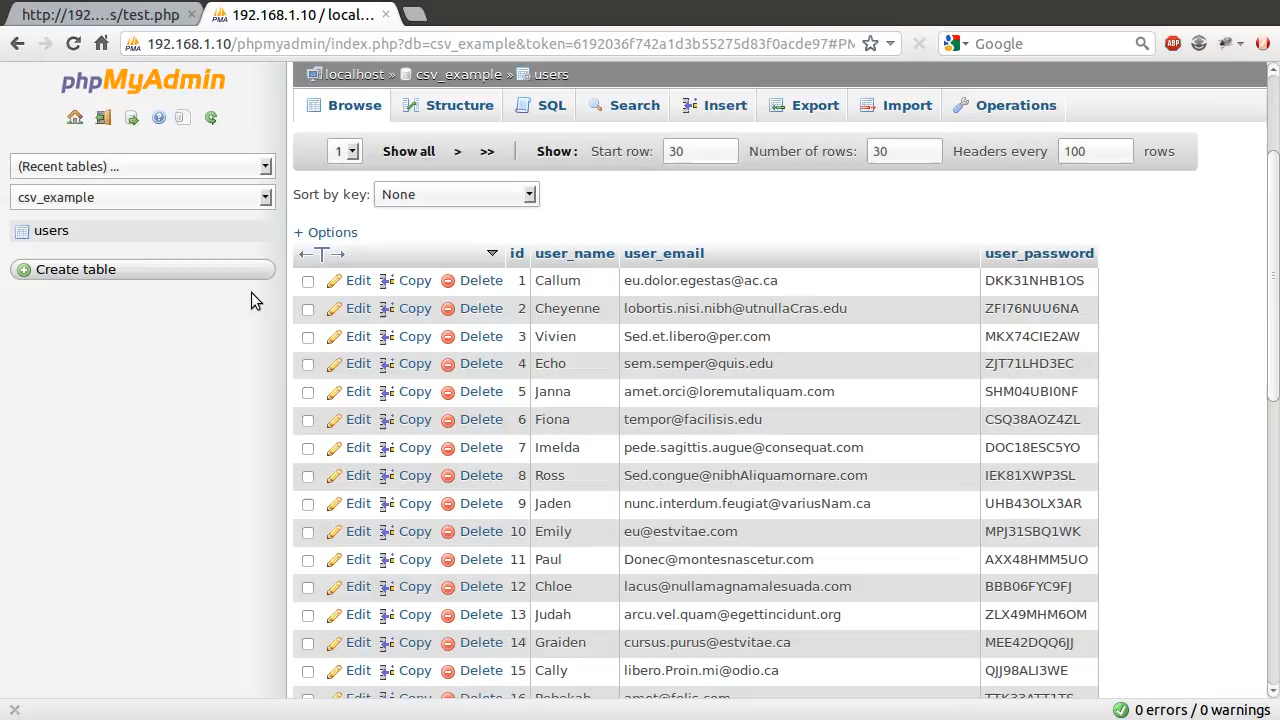 http://192....s/test.php
192.168.1.10 / local...
192.168.1.10/phpmyadmin/index.php?db=csv_example&token=6192036f742a1d3b55275d83f0acde97#PM
Google
ABP
phpMyAdmin
(Recent tables) ...
csv_example
users
Create table
localhost » csv_example » users
Browse Structure SQL Search Insert Export Import Operations
1 Show all > >> Show : Start row: 30 Number of rows: 30 Headers every 100 rows
Sort by key: None
+ Options
id user_name user_email user_password
Edit Copy Delete 1 Callum eu.dolor.egestas@ac.ca DKK31NHB1OS
Edit Copy Delete 2 Cheyenne lobortis.nisi.nibh@utnullaCras.edu ZFI76NUU6NA
Edit Copy Delete 3 Vivien Sed.et.libero@per.com MKX74CIE2AW
Edit Copy Delete 4 Echo sem.semper@quis.edu ZJT71LHD3EC
Edit Copy Delete 5 Janna amet.orci@loremutaliquam.com SHM04UBI0NF
Edit Copy Delete 6 Fiona tempor@facilisis.edu CSQ38AOZ4ZL
Edit Copy Delete 7 Imelda pede.sagittis.augue@consequat.com DOC18ESC5YO
Edit Copy Delete 8 Ross Sed.congue@nibhAliquamornare.com IEK81XWP3SL
Edit Copy Delete 9 Jaden nunc.interdum.feugiat@variusNam.ca UHB43OLX3AR
Edit Copy Delete 10 Emily eu@estvitae.com MPJ31SBQ1WK
Edit Copy Delete 11 Paul Donec@montesnascetur.com AXX48HMM5UO
Edit Copy Delete 12 Chloe lacus@nullamagnamalesuada.com BBB06FYC9FJ
Edit Copy Delete 13 Judah arcu.vel.quam@egettincidunt.org ZLX49MHM6OM
Edit Copy Delete 14 Graiden cursus.purus@estvitae.ca MEE42DQQ6JJ
Edit Copy Delete 15 Cally libero.Proin.mi@odio.ca QJJ98ALI3WE
Edit Copy Delete 16 Rebekah amet@felis.com
0 errors / 0 warnings